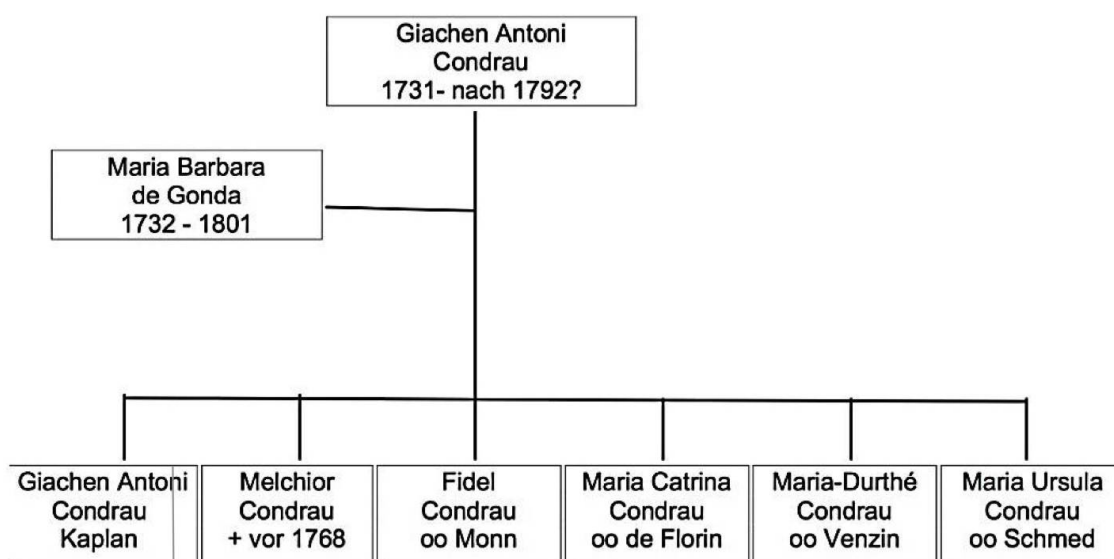 Giachen Antoni
Condrau
1731- nach 1792?
Maria Barbara
de Gonda
1732 - 1801
Giachen Antoni
Condrau
Kaplan
Melchior
Condrau
+ vor 1768
Fidel
Condrau
oo Monn
Maria Catrina
Condrau
oo de Florin
Maria-Durthé
Condrau
oo Venzin
Maria Ursula
Condrau
oo Schmed